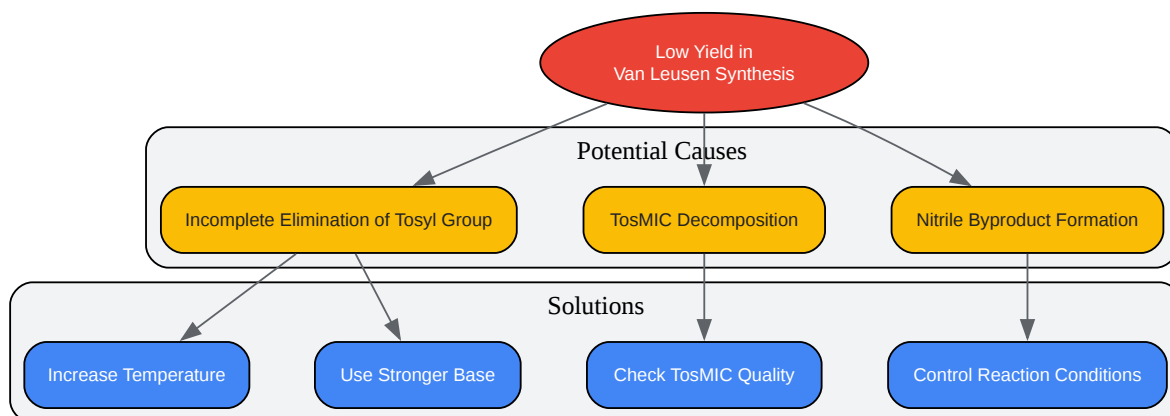 Low Yield in
Van Leusen Synthesis
Potential Causes
Incomplete Elimination of Tosyl Group
TosMIC Decomposition
Nitrile Byproduct Formation
Solutions
Increase Temperature
Use Stronger Base
Check TosMIC Quality
Control Reaction Conditions